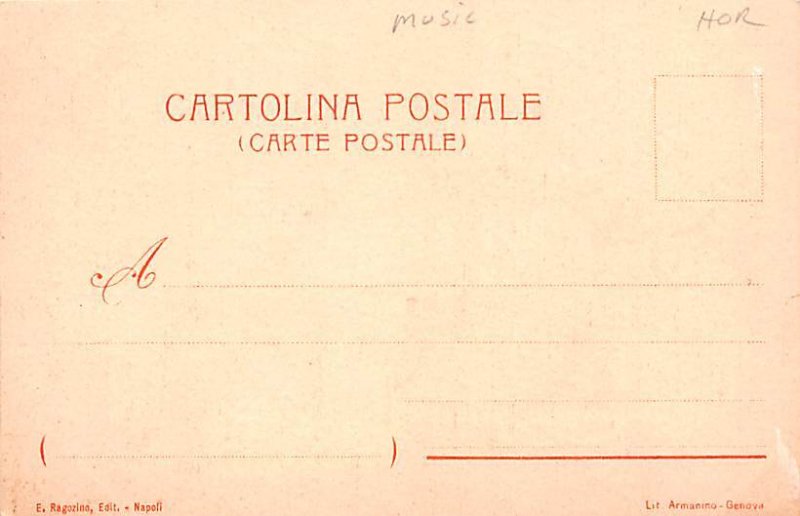 music HOR
CARTOLINA POSTALE
(CARTE POSTALE)
A
( )
E. Ragozino, Edit. - Napoli Lit. Armanino - Genova